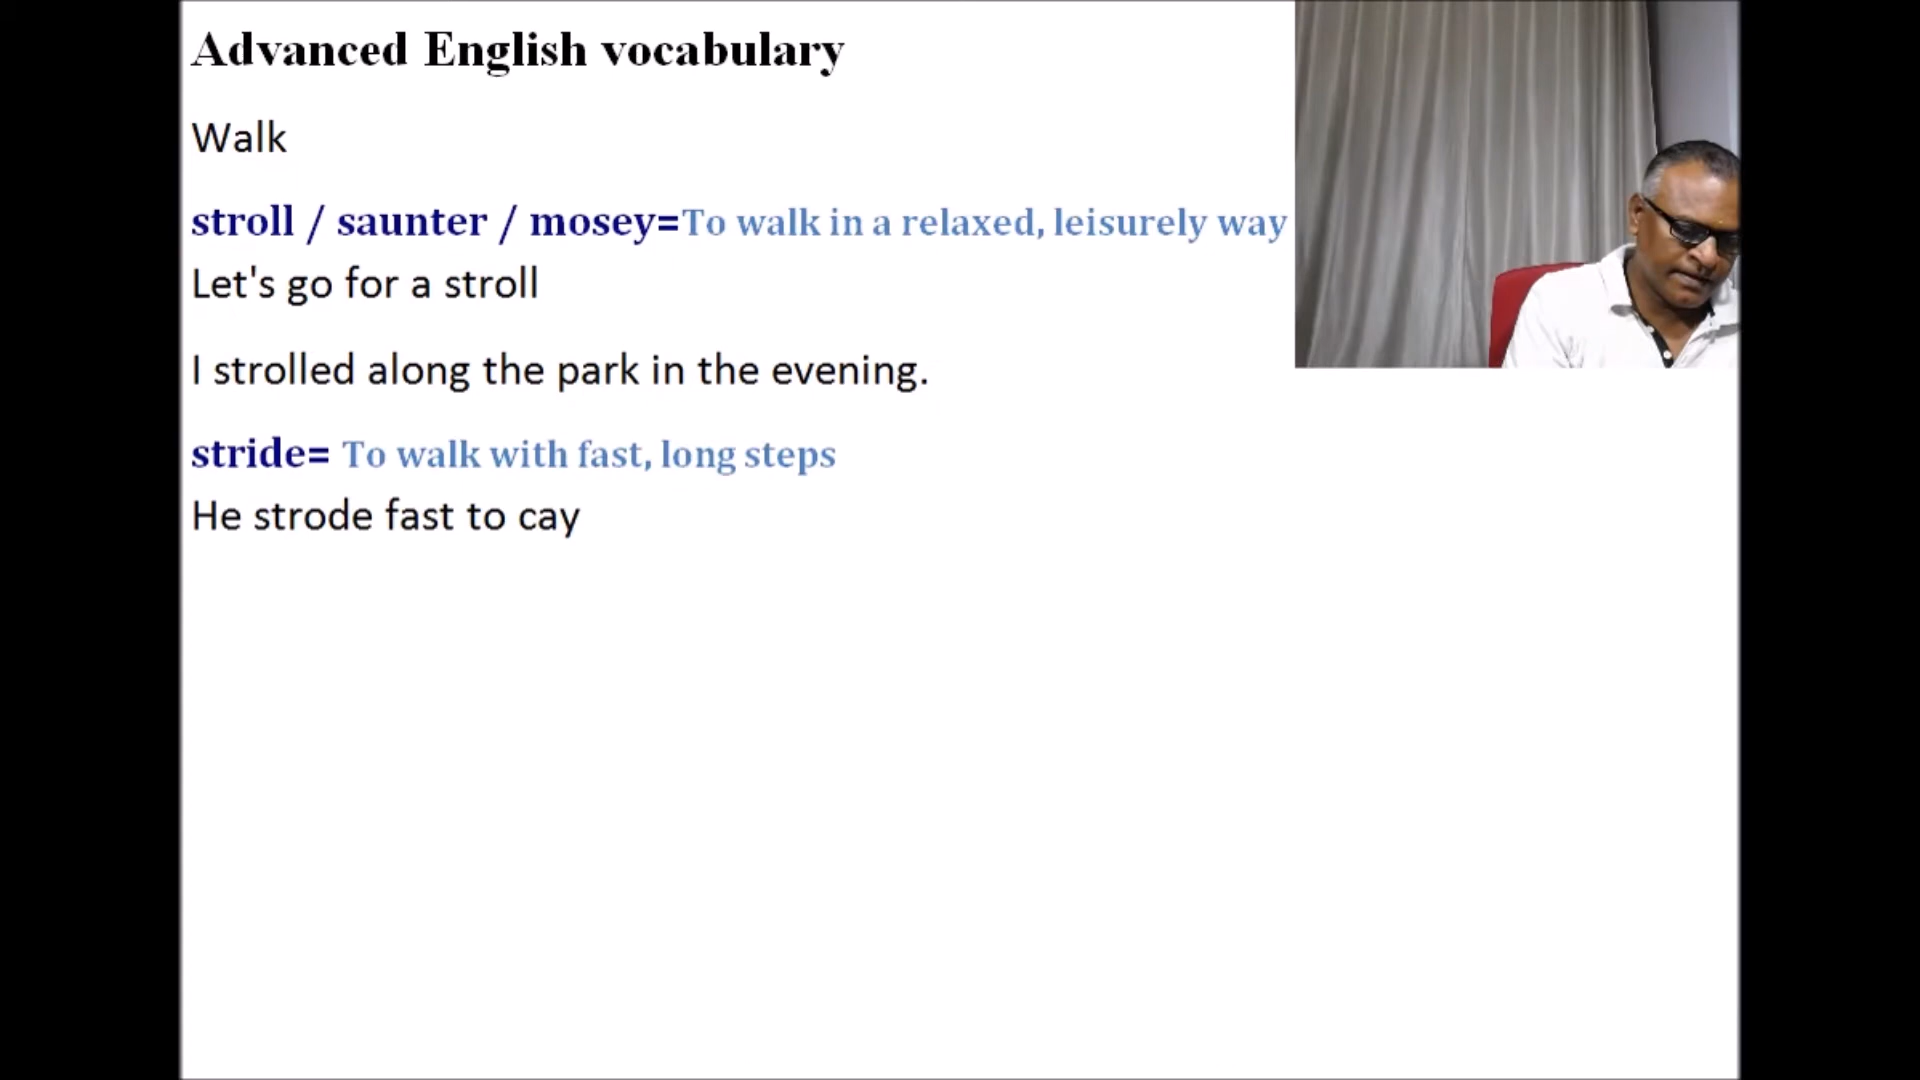 Advanced English vocabulary
Walk
stroll / saunter / mosey=To walk in a relaxed, leisurely way
Let's go for a stroll
I strolled along the park in the evening.
stride= To walk with fast, long steps
He strode fast to cay